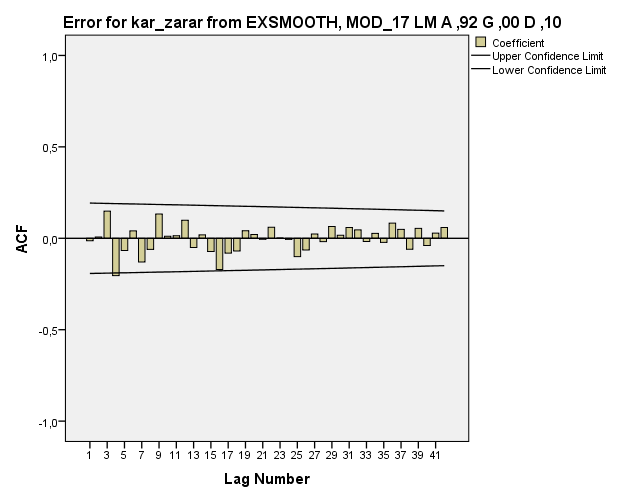 Error for kar_zarar from EXSMOOTH, MOD_17 LM A ,92 G ,00 D ,10
Coefficient
Upper Confidence Limit
Lower Confidence Limit
1,0
0,5
0,0
-0,5
-1,0
ACF
1 3 5 7 9 11 13 15 17 19 21 23 25 27 29 31 33 35 37 39 41
Lag Number